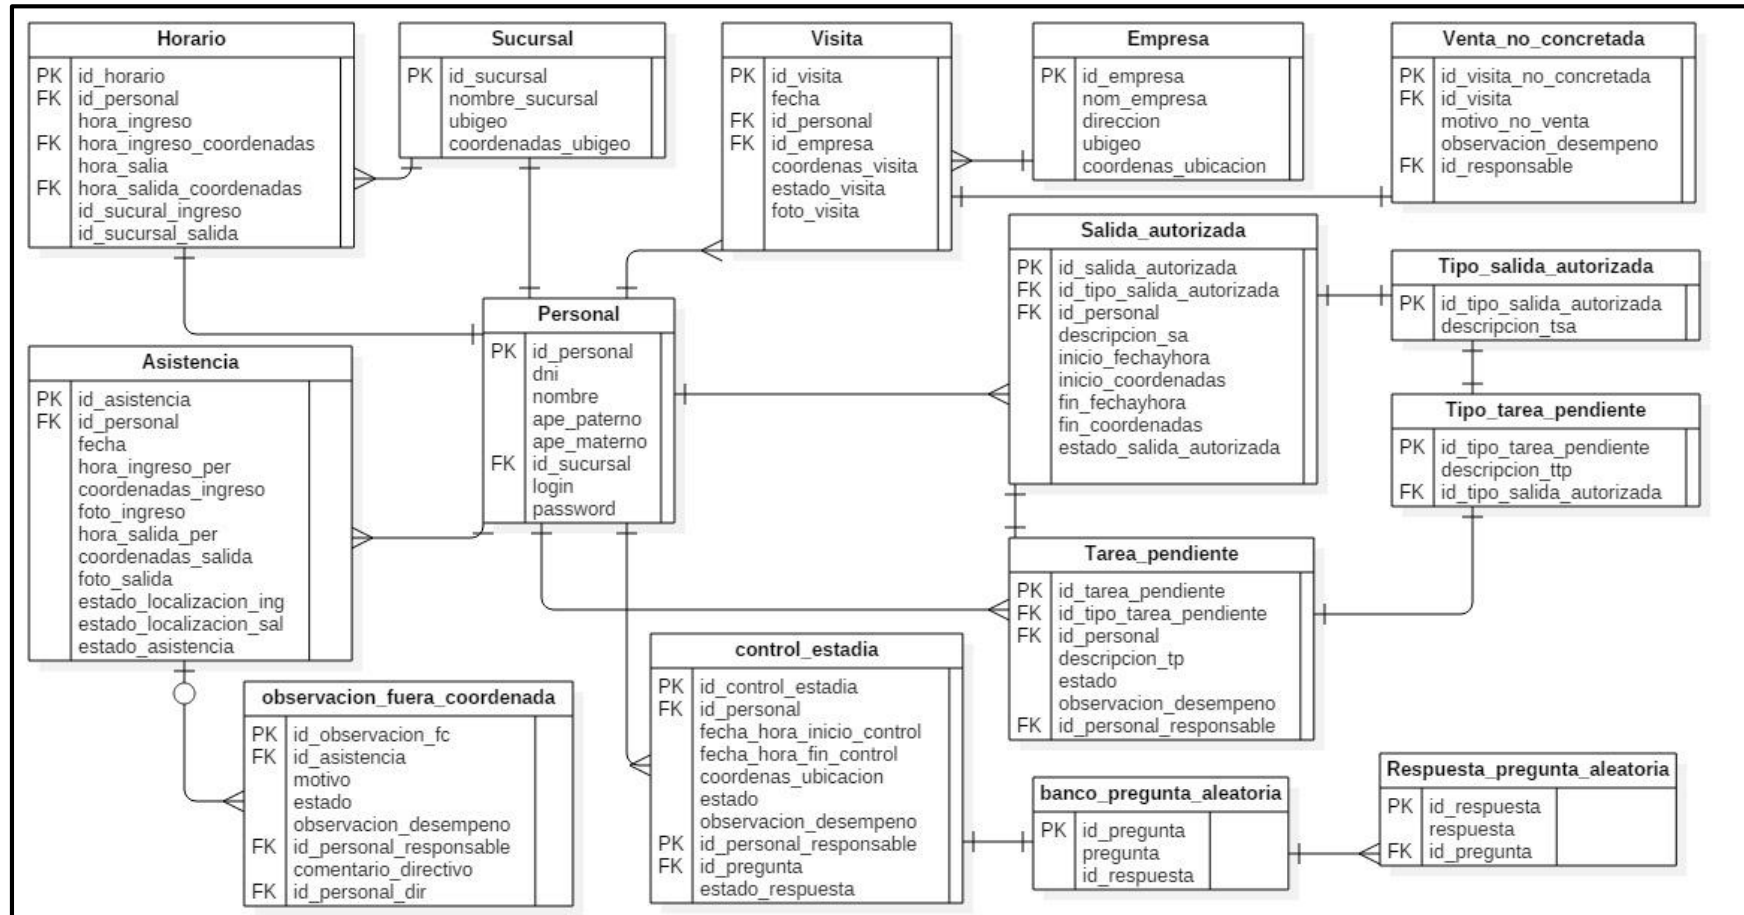 Horario
PK id_horario
FK id_personal
hora_ingreso
FK hora_ingreso_coordenadas
hora_salia
FK hora_salida_coordenadas
id_sucural_ingreso
id_sucursal_salida
Sucursal
PK id_sucursal
nombre_sucursal
ubigeo
coordenadas_ubigeo
Visita
PK id_visita
fecha
FK id_personal
FK id_empresa
coordenas_visita
estado_visita
foto_visita
Empresa
PK id_empresa
nom_empresa
direccion
ubigeo
coordenas_ubicacion
Venta_no_concretada
PK id_visita_no_concretada
FK id_visita
motivo_no_venta
observacion_desempeno
FK id_responsable
Salida_autorizada
PK id_salida_autorizada
FK id_tipo_salida_autorizada
FK id_personal
descripcion_sa
inicio_fechayhora
inicio_coordenadas
fin_fechayhora
fin_coordenadas
estado_salida_autorizada
Tipo_salida_autorizada
PK id_tipo_salida_autorizada
descripcion_tsa
Personal
PK id_personal
dni
nombre
ape_paterno
ape_materno
FK id_sucursal
login
password
Asistencia
PK id_asistencia
FK id_personal
fecha
hora_ingreso_per
coordenadas_ingreso
foto_ingreso
hora_salida_per
coordenadas_salida
foto_salida
estado_localizacion_ing
estado_localizacion_sal
estado_asistencia
Tipo_tarea_pendiente
PK id_tipo_tarea_pendiente
descripcion_ttp
FK id_tipo_salida_autorizada
Tarea_pendiente
PK id_tarea_pendiente
FK id_tipo_tarea_pendiente
FK id_personal
descripcion_tp
estado
observacion_desempeno
FK id_personal_responsable
control_estadia
PK id_control_estadia
FK id_personal
fecha_hora_inicio_control
fecha_hora_fin_control
coordenas_ubicacion
estado
observacion_desempeno
PK id_personal_responsable
FK id_pregunta
estado_respuesta
observacion_fuera_coordenada
PK id_observacion_fc
FK id_asistencia
motivo
estado
observacion_desempeno
FK id_personal_responsable
comentario_directivo
FK id_personal_dir
banco_pregunta_aleatoria
PK id_pregunta
pregunta
id_respuesta
Respuesta_pregunta_aleatoria
PK id_respuesta
respuesta
FK id_pregunta